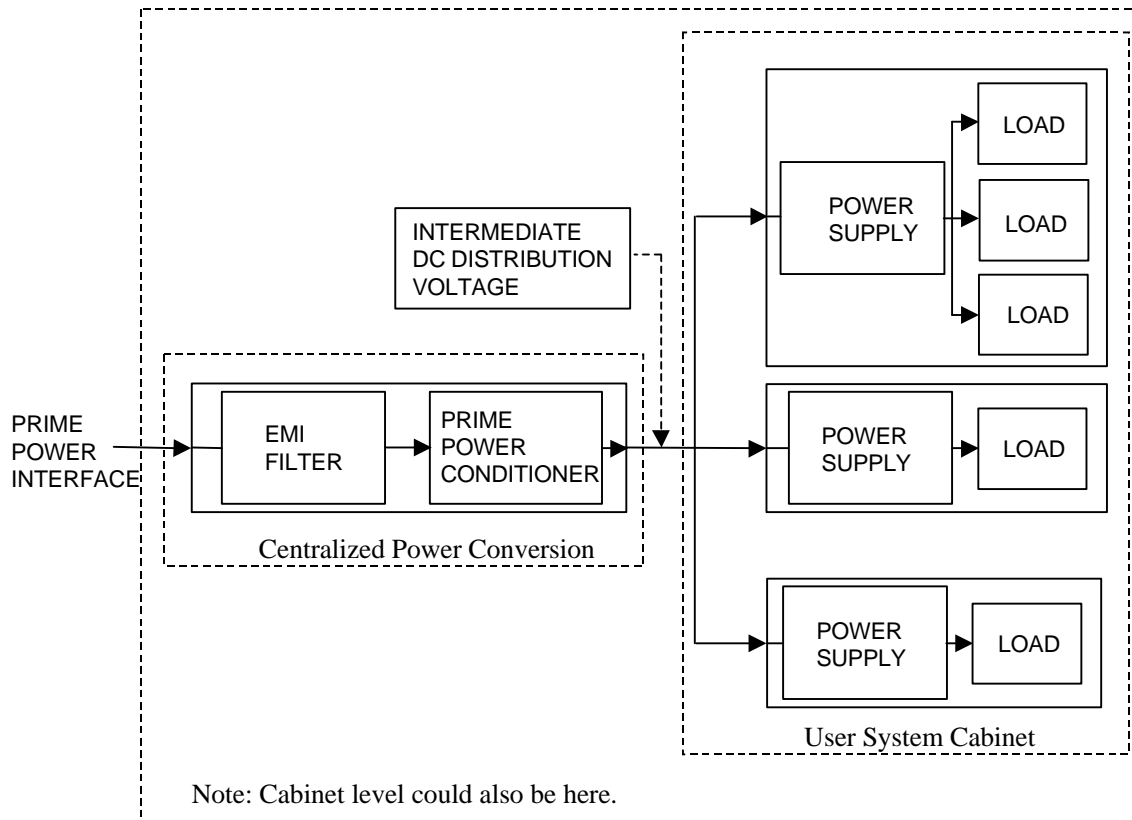 LOAD
POWER
SUPPLY
LOAD
LOAD
INTERMEDIATE
DC DISTRIBUTION
VOLTAGE
PRIME
POWER
INTERFACE
EMI
FILTER
PRIME
POWER
CONDITIONER
Centralized Power Conversion
POWER
SUPPLY
LOAD
POWER
SUPPLY
LOAD
User System Cabinet
Note: Cabinet level could also be here.